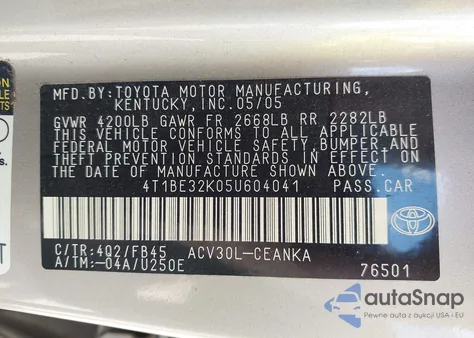 MFD.BY:TOYOTA MOTOR MANUFACTURING,
KENTUCKY,INC.05/05
GVWR 4200LB GAWR FR 2668LB RR 2282LB
THIS VEHICLE CONFORMS TO ALL APPLICABLE
FEDERAL MOTOR VEHICLE SAFETY,BUMPER,AND
THEFT PREVENTION STANDARDS IN EFFECT ON
THE DATE OF MANUFACTURE SHOWN ABOVE.
4T1BE32K05U604041 PASS.CAR
C/TR:4Q2/FB45 ACV30L-CEANKA
A/TM:-04A/U250E 76501
TOYOTA
autoSnap
Pewne auta z aukcji USA i EU